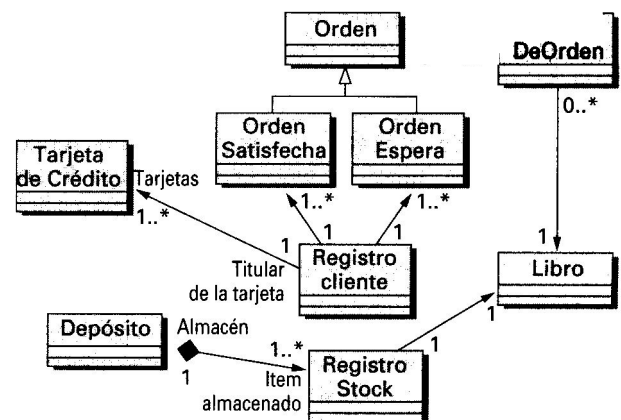 Orden
DeOrden
0..*
Orden
Satisfecha
Orden
Espera
Tarjeta
de Crédito
Tarjetas
1..*
1..*
1..*
1
1
1
Titular
de la tarjeta
Registro
cliente
1
Libro
1
Depósito
Almacén
1
1..*
Item
almacenado
1
Registro
Stock